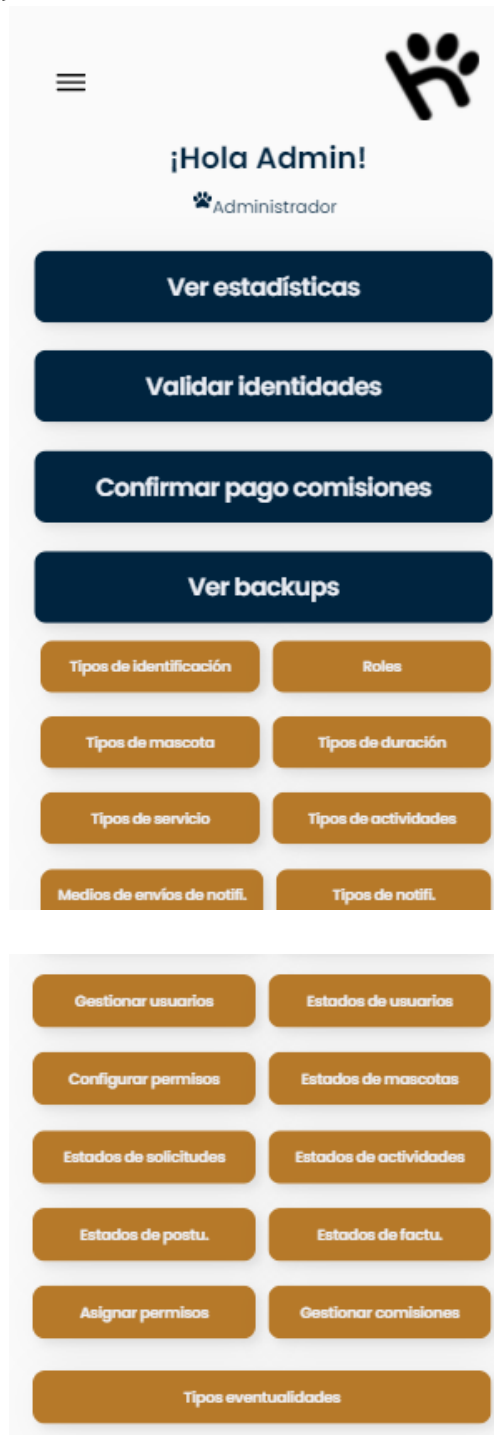 ¡Hola Admin!
Administrador
Ver estadísticas
Validar identidades
Confirmar pago comisiones
Ver backups
Tipos de identificación Roles
Tipos de mascota Tipos de duración
Tipos de servicio Tipos de actividades
Medios de envíos de notifi. Tipos de notifi.
Gestionar usuarios Estados de usuarios
Configurar permisos Estados de mascotas
Estados de solicitudes Estados de actividades
Estados de postu. Estados de factu.
Asignar permisos Gestionar comisiones
Tipos eventualidades